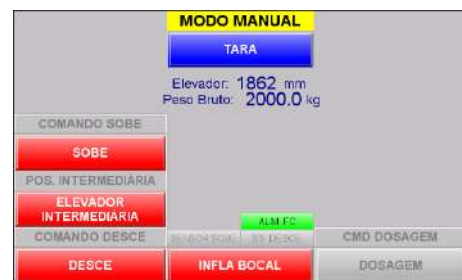 MODO MANUAL
TARA
Elevador: 1862 mm
Peso Bruto: 2000.0 kg
COMANDO SOBE
SOBE
POS. INTERMEDIÁRIA
ELEVADOR
INTERMEDIÁRIA
ALM.FC
COMANDO DESCE
CMD DOSAGEM
DESCE
INFLA BOCAL
DOSAGEM